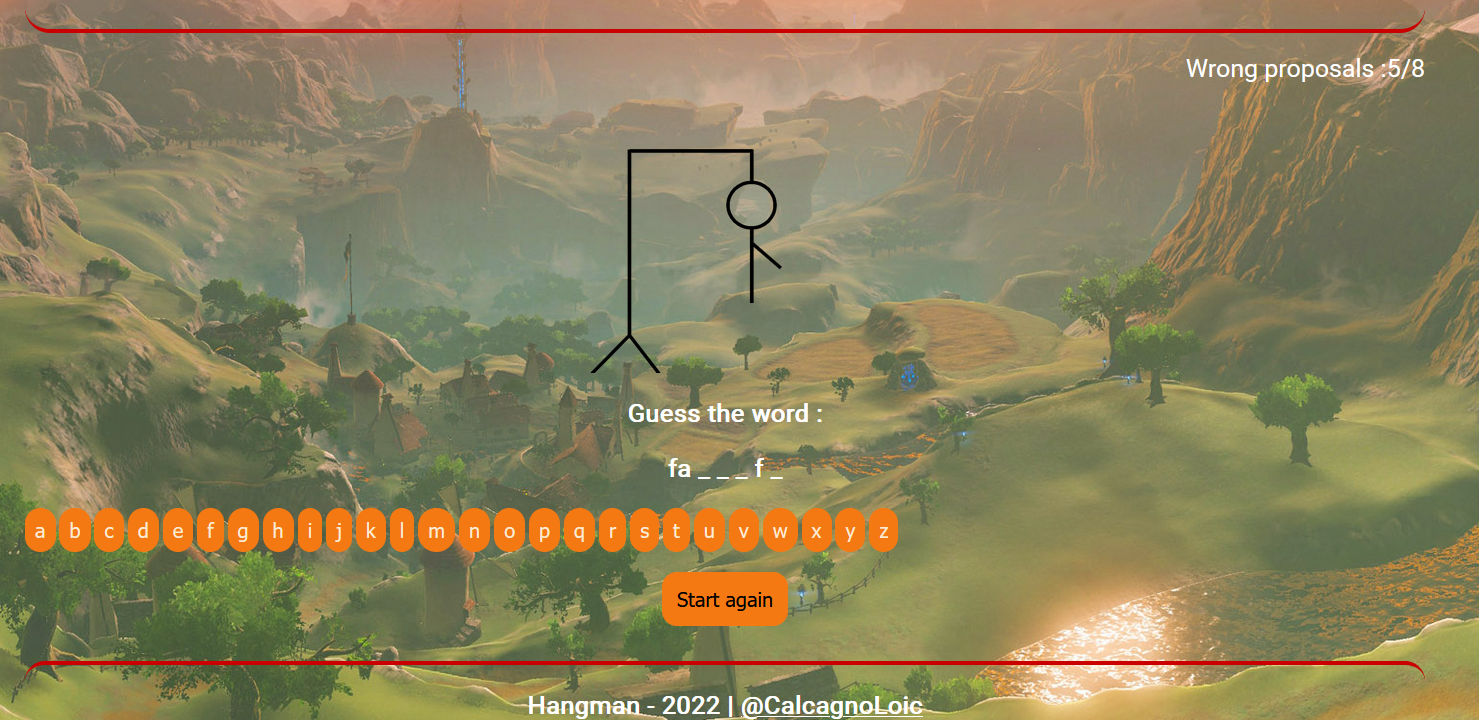 Wrong proposals :5/8
Guess the word :
fa _ _ _ f _
a b c d e f g h i j k l m n o p q r s t u v w x y z
Start again
Hangman - 2022 | @CalcagnoLoic